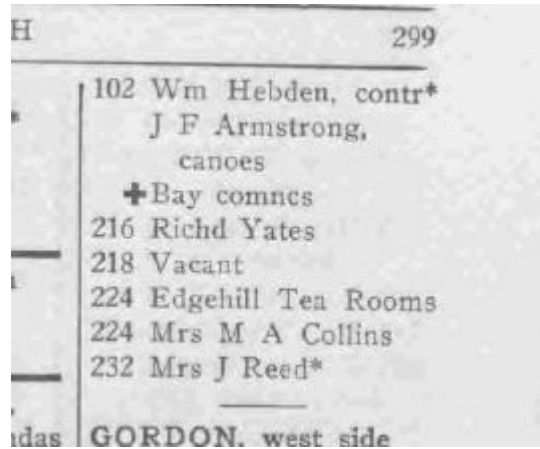 H 299
102 Wm Hebden, contr*
J F Armstrong,
canoes
✚Bay comncs
216 Richd Yates
218 Vacant
224 Edgehill Tea Rooms
224 Mrs M A Collins
232 Mrs J Reed*
ndas GORDON, west side